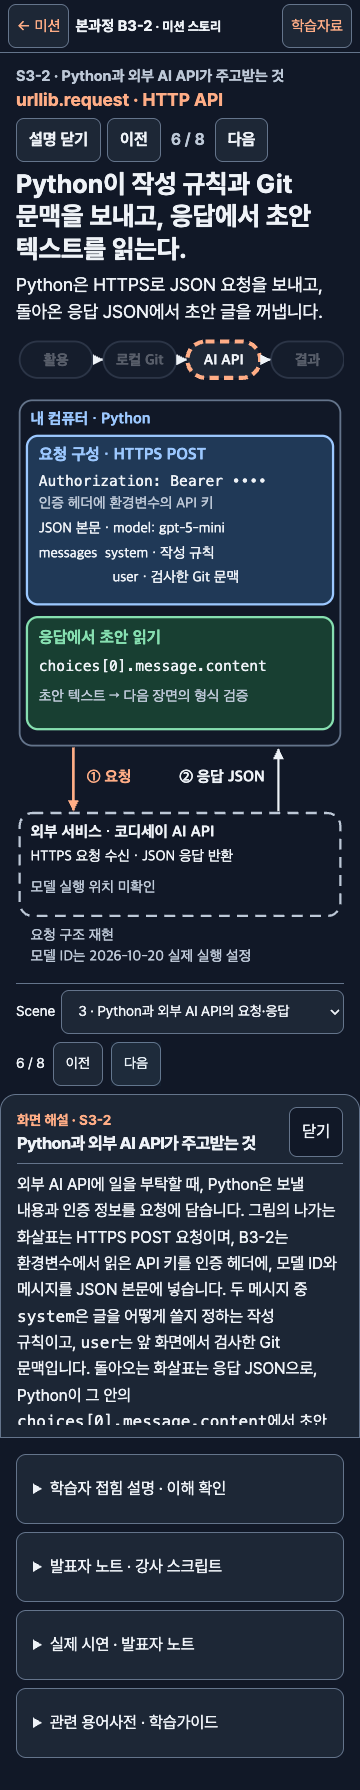 ← 미션
본과정 B3-2 · 미션 스토리
학습자료
S3-2 · Python과 외부 AI API가 주고받는 것
urllib.request · HTTP API
설명 닫기
이전
6 / 8
다음
Python이 작성 규칙과 Git
문맥을 보내고, 응답에서 초안
텍스트를 읽는다.
Python은 HTTPS로 JSON 요청을 보내고,
돌아온 응답 JSON에서 초안 글을 꺼냅니다.
활용
로컬 Git
AI API
결과
내 컴퓨터 · Python
요청 구성 · HTTPS POST
Authorization: Bearer ••••
인증 헤더에 환경변수의 API 키
JSON 본문 · model: gpt-5-mini
messages system · 작성 규칙
user · 검사한 Git 문맥
응답에서 초안 읽기
choices[0].message.content
초안 텍스트 → 다음 장면의 형식 검증
① 요청
② 응답 JSON
외부 서비스 · 코디세이 AI API
HTTPS 요청 수신 · JSON 응답 반환
모델 실행 위치 미확인
요청 구조 재현
모델 ID는 2026-10-20 실제 실행 설정
Scene
3 · Python과 외부 AI API의 요청·응답
6 / 8
이전
다음
화면 해설 · S3-2
Python과 외부 AI API가 주고받는 것
닫기
외부 AI API에 일을 부탁할 때, Python은 보낼
내용과 인증 정보를 요청에 담습니다. 그림의 나가는
화살표는 HTTPS POST 요청이며, B3-2는
환경변수에서 읽은 API 키를 인증 헤더에, 모델 ID와
메시지를 JSON 본문에 넣습니다. 두 메시지 중
system은 글을 어떻게 쓸지 정하는 작성
규칙이고, user는 앞 화면에서 검사한 Git
문맥입니다. 돌아오는 화살표는 응답 JSON으로,
Python이 그 안의
choices[0].message.content에서 초안
▶ 학습자 접힘 설명 · 이해 확인
▶ 발표자 노트 · 강사 스크립트
▶ 실제 시연 · 발표자 노트
▶ 관련 용어사전 · 학습가이드